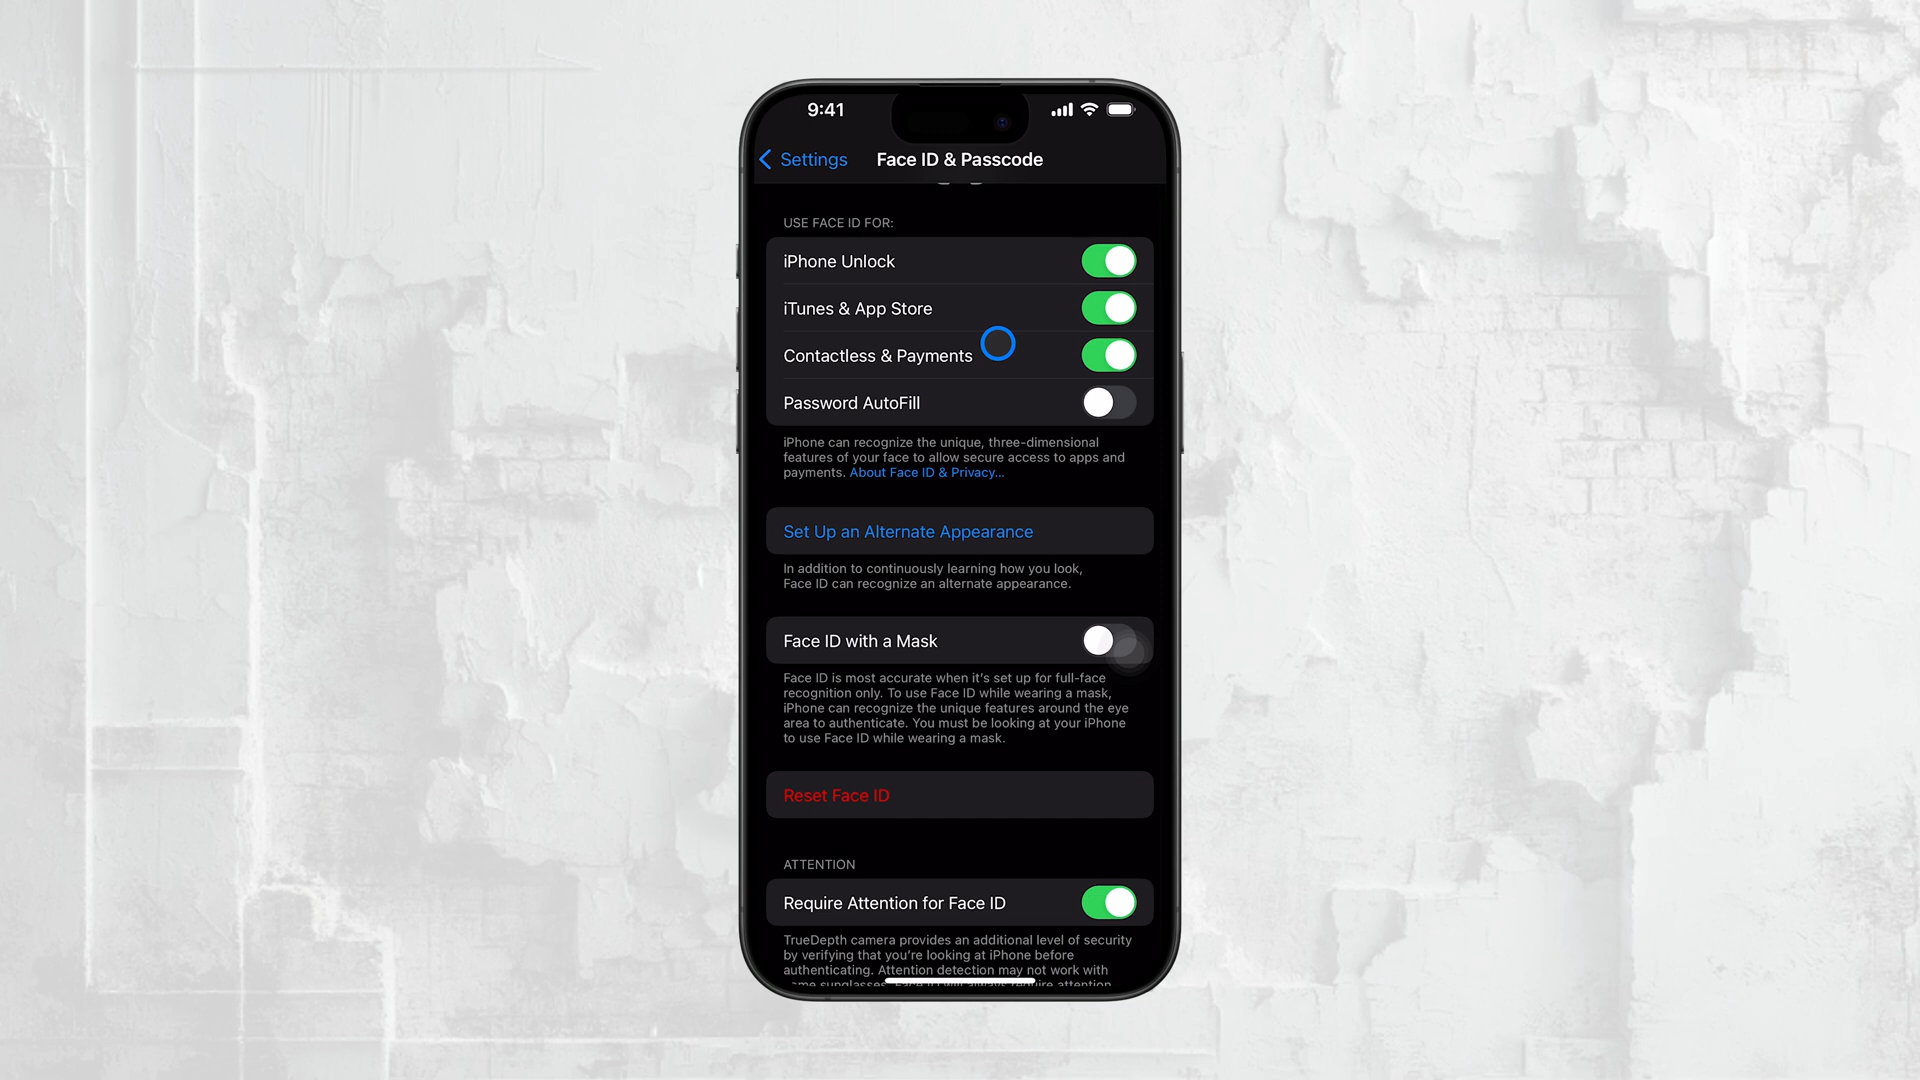 9:41
Settings
Face ID & Passcode
USE FACE ID FOR:
iPhone Unlock
iTunes & App Store
Contactless & Payments
Password AutoFill
iPhone can recognize the unique, three-dimensional
features of your face to allow secure access to apps and
payments. About Face ID & Privacy...
Set Up an Alternate Appearance
In addition to continuously learning how you look,
Face ID can recognize an alternate appearance.
Face ID with a Mask
Face ID is most accurate when it's set up for full-face
recognition only. To use Face ID while wearing a mask,
iPhone can recognize the unique features around the eye
area to authenticate. You must be looking at your iPhone
to use Face ID while wearing a mask.
Reset Face ID
ATTENTION
Require Attention for Face ID
TrueDepth camera provides an additional level of security
by verifying that you're looking at iPhone before
authenticating. Attention detection may not work with
sunglasses. Face ID will always require attention